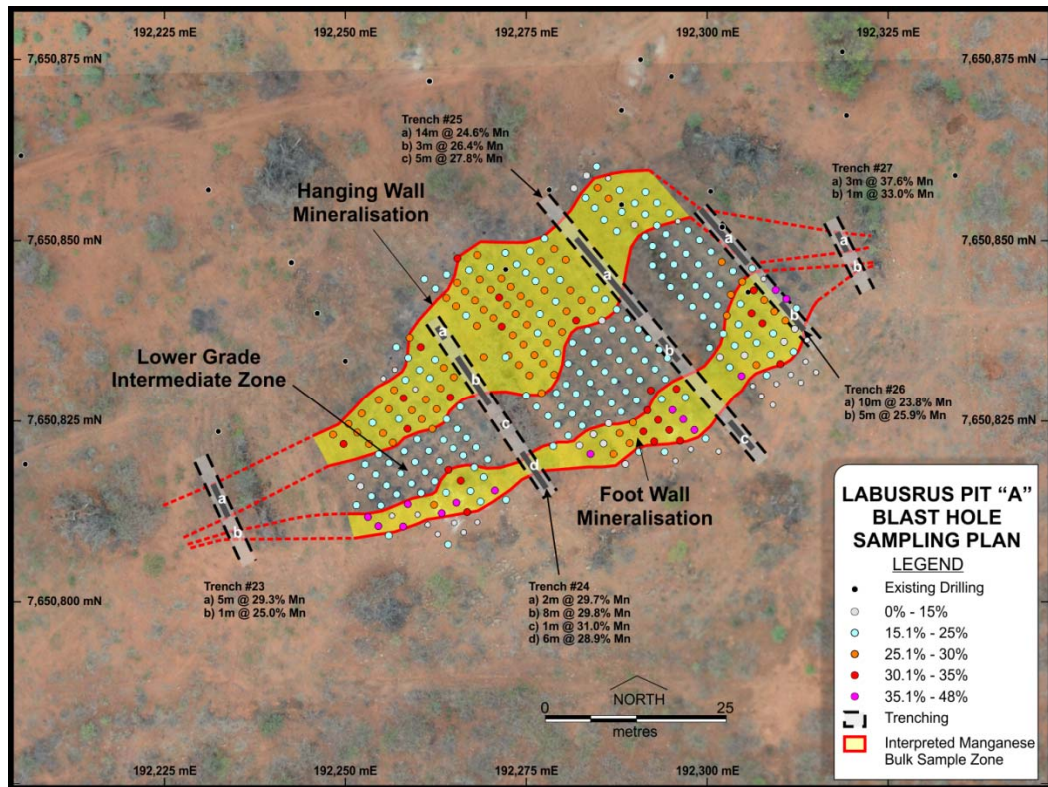 192,225 mE
192,250 mE
192,275 mE
192,300 mE
192,325 mE
7,650,875 mN
7,650,875 mN
Trench #25
a) 14m @ 24.6% Mn
b) 3m @ 26.4% Mn
c) 5m @ 27.8% Mn
Trench #27
a) 3m @ 37.6% Mn
b) 1m @ 33.0% Mn
Hanging Wall
Mineralisation
7,650,850 mN
7,650,850 mN
a
a
b
a
b
a
b
Lower Grade
Intermediate Zone
b
Trench #26
a) 10m @ 23.8% Mn
b) 5m @ 25.9% Mn
7,650,825 mN
7,650,825 mN
c
c
d
a
b
Foot Wall
Mineralisation
Trench #23
a) 5m @ 29.3% Mn
b) 1m @ 25.0% Mn
Trench #24
a) 2m @ 29.7% Mn
b) 8m @ 29.8% Mn
c) 1m @ 31.0% Mn
d) 6m @ 28.9% Mn
7,650,800 mN
7,650,800 mN
LABUSRUS PIT “A”
BLAST HOLE
SAMPLING PLAN
LEGEND
Existing Drilling
0% - 15%
15.1% - 25%
25.1% - 30%
30.1% - 35%
35.1% - 48%
Trenching
Interpreted Manganese
Bulk Sample Zone
NORTH
0
25
metres
192,225 mE
192,250 mE
192,275 mE
192,300 mE